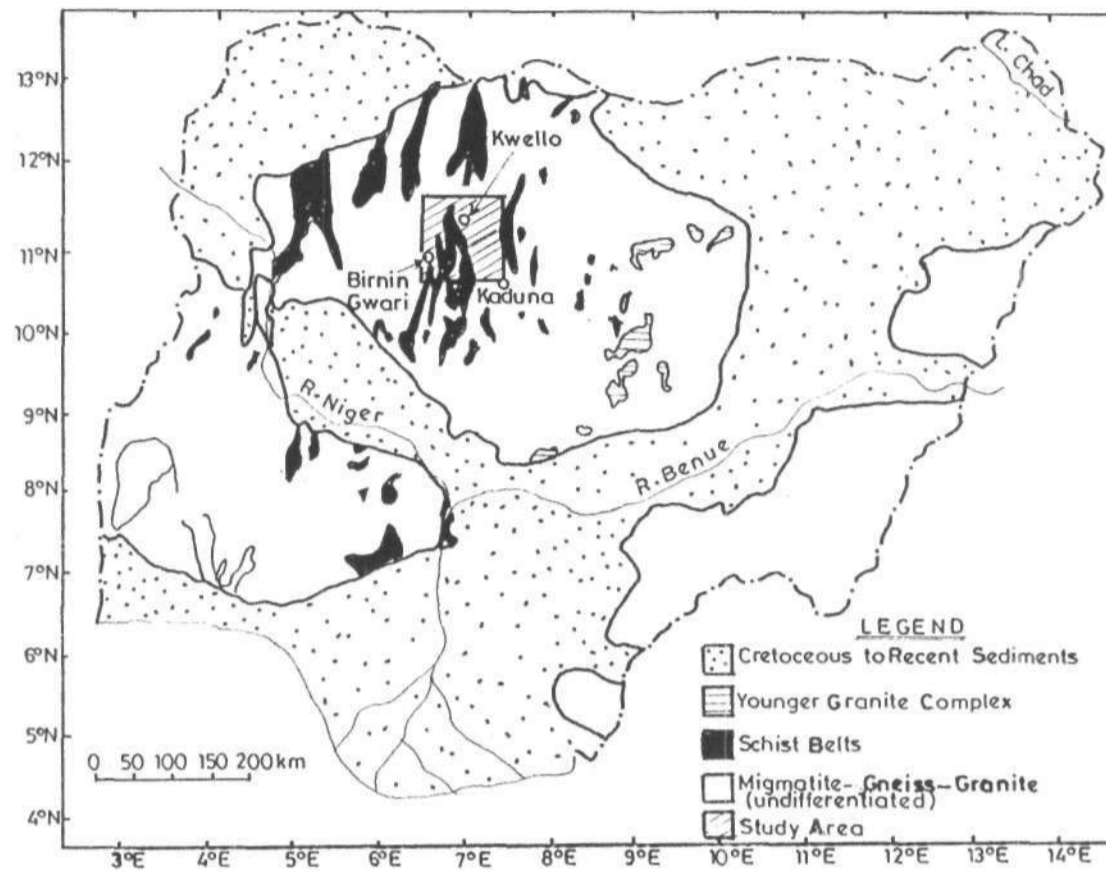 13°N
12°N
11°N
10°N
9°N
8°N
7°N
6°N
5°N
4°N
Chad
Kwello
Birnin
Gwari
Kaduna
R. Niger
R. Benue
LEGEND
Cretoceous to Recent Sediments
Younger Granite Complex
Schist Belts
Migmatite-Gneiss-Granite
(undifferentiated)
Study Area
0 50 100 150 200 km
3°E 4°E 5°E 6°E 7°E 8°E 9°E 10°E 11°E 12°E 13°E 14°E